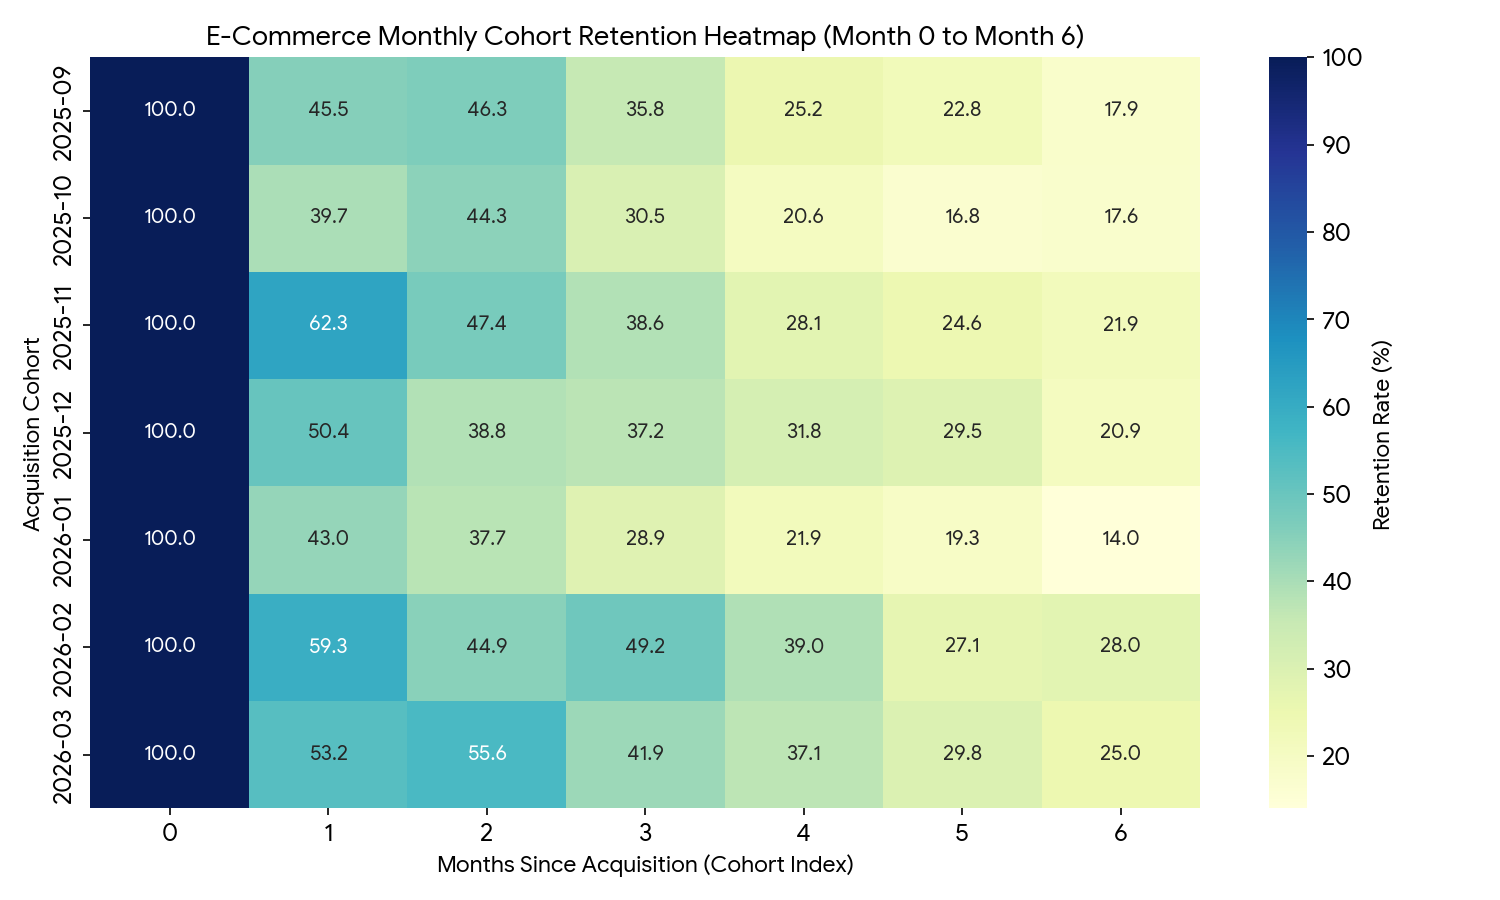 E-Commerce Monthly Cohort Retention Heatmap (Month 0 to Month 6)
Acquisition Cohort
2025-09 100.0 45.5 46.3 35.8 25.2 22.8 17.9
2025-10 100.0 39.7 44.3 30.5 20.6 16.8 17.6
2025-11 100.0 62.3 47.4 38.6 28.1 24.6 21.9
2025-12 100.0 50.4 38.8 37.2 31.8 29.5 20.9
2026-01 100.0 43.0 37.7 28.9 21.9 19.3 14.0
2026-02 100.0 59.3 44.9 49.2 39.0 27.1 28.0
2026-03 100.0 53.2 55.6 41.9 37.1 29.8 25.0
0 1 2 3 4 5 6
Months Since Acquisition (Cohort Index)
100
90
80
70
60
50
40
30
20
Retention Rate (%)